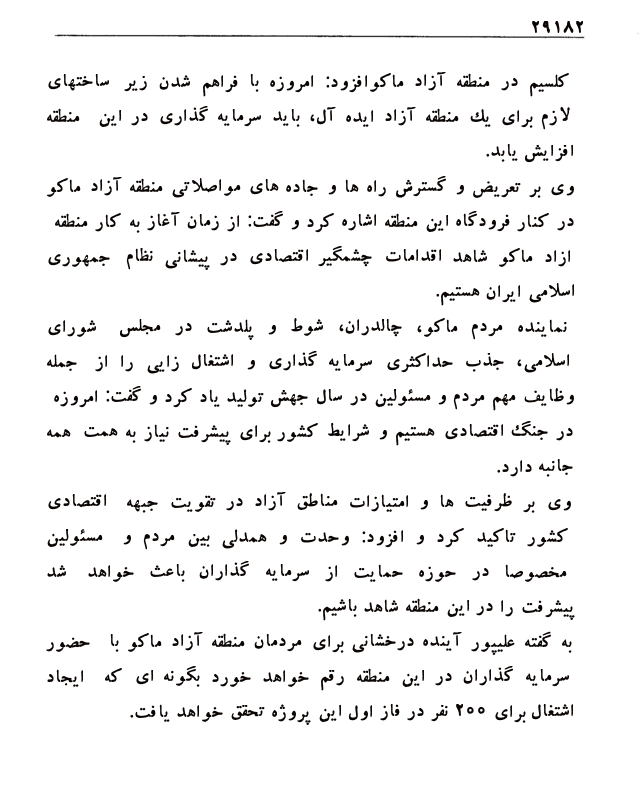 ۲۹۱۸۲
کلسیم در منطقه آزاد ماکوافزود: امروزه با فراهم شدن زیر ساختهای
لازم برای یك منطقه آزاد ایده آل، باید سرمایه گذاری در این منطقه
افزایش یابد.
وی بر تعریض و گسترش راه ها و جاده های مواصلاتی منطقه آزاد ماکو
در کنار فرودگاه این منطقه اشاره کرد و گفت: از زمان آغاز به کار منطقه
ازاد ماکو شاهد اقدامات چشمگیر اقتصادی در پیشانی نظام جمهوری
اسلامی ایران هستیم.
نماینده مردم ماکو، چالدران، شوط و پلدشت در مجلس شورای
اسلامی، جذب حداکثری سرمایه گذاری و اشتغال زایی را از جمله
وظایف مهم مردم و مسئولین در سال جهش تولید یاد کرد و گفت: امروزه
در جنگ اقتصادی هستیم و شرایط کشور برای پیشرفت نیاز به همت همه
جانبه دارد.
وی بر ظرفیت ها و امتیازات مناطق آزاد در تقویت جبهه اقتصادی
کشور تاکید کرد و افزود: وحدت و همدلی بین مردم و مسئولین
مخصوصا در حوزه حمایت از سرمایه گذاران باعث خواهد شد
پیشرفت را در این منطقه شاهد باشیم.
به گفته علیپور آینده درخشانی برای مردمان منطقه آزاد ماکو با حضور
سرمایه گذاران در این منطقه رقم خواهد خورد بگونه ای که ایجاد
اشتغال برای ۲۰۰ نفر در فاز اول این پروژه تحقق خواهد یافت.